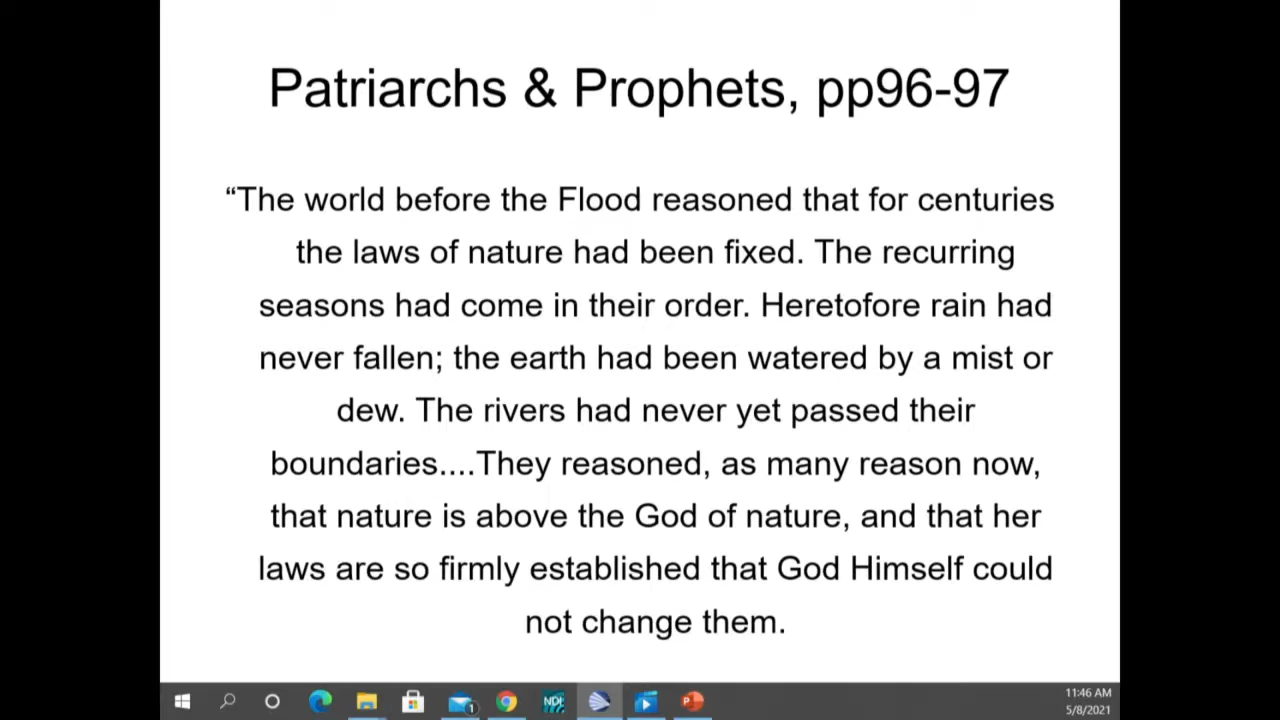 Patriarchs & Prophets, pp96-97
“The world before the Flood reasoned that for centuries
the laws of nature had been fixed. The recurring
seasons had come in their order. Heretofore rain had
never fallen; the earth had been watered by a mist or
dew. The rivers had never yet passed their
boundaries....They reasoned, as many reason now,
that nature is above the God of nature, and that her
laws are so firmly established that God Himself could
not change them.
NDI
1
P
11:46 AM
5/8/2021